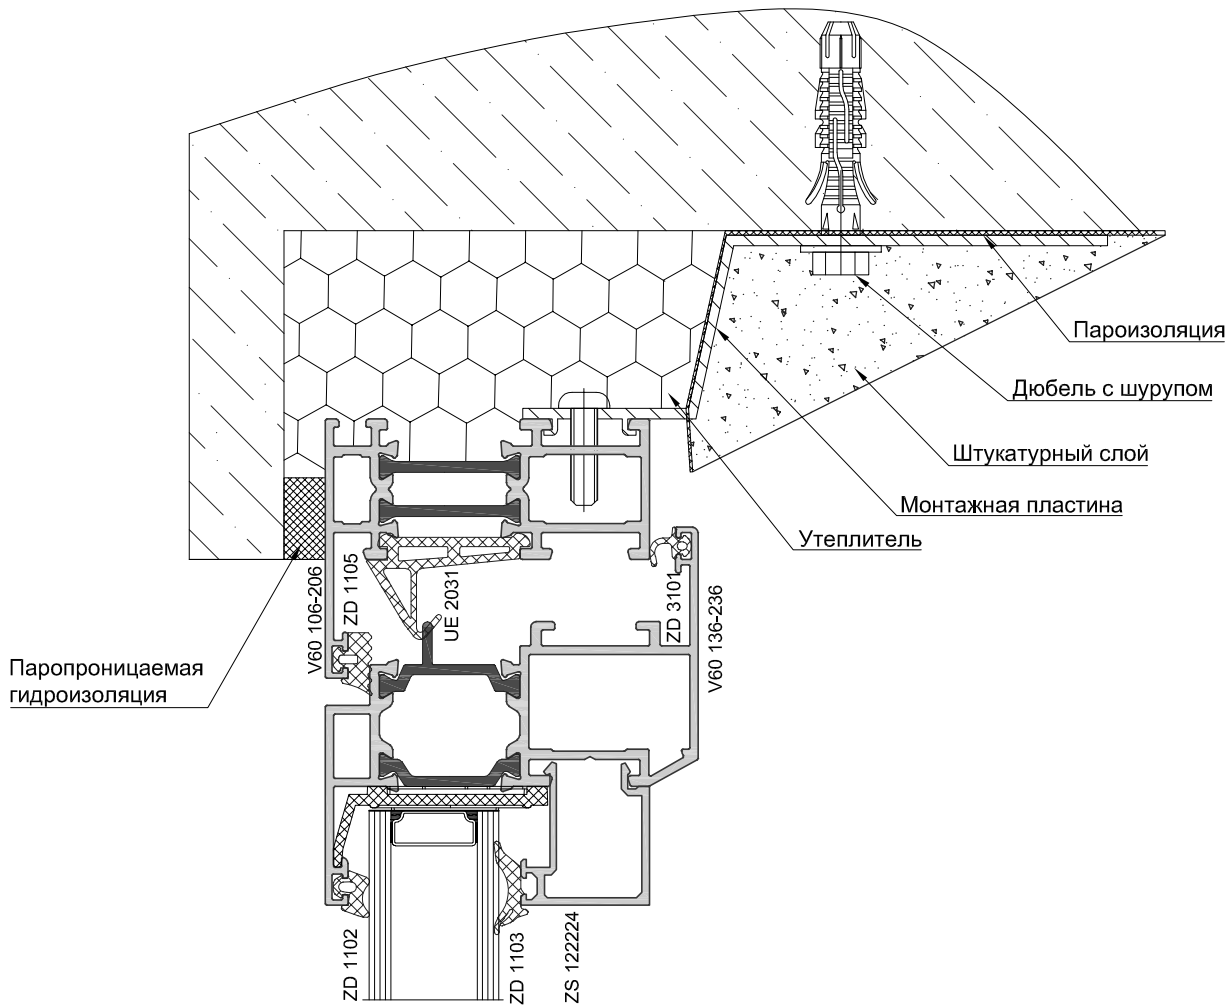 Пароизоляция
Дюбель с шурупом
Штукатурный слой
Монтажная пластина
Утеплитель
Паропроницаемая
гидроизоляция
V60 106-206
ZD 1105
UE 2031
ZD 3101
V60 136-236
ZD 1102
ZD 1103
ZS 122224